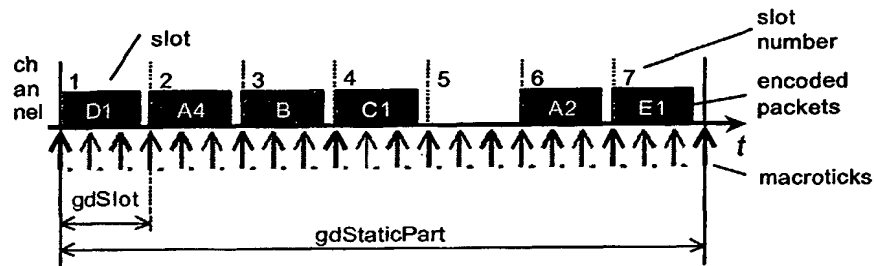 slot
slot
number
ch
an
nel
1 2 3 4 5 6 7
D1 A4 B C1 A2 E1
encoded
packets
t
macroticks
gdSlot
gdStaticPart